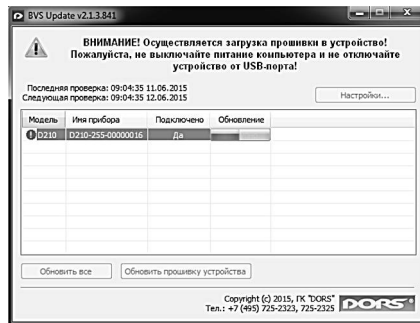 BVS Update v2.1.3.841
ВНИМАНИЕ! Осуществляется загрузка прошивки в устройство!
Пожалуйста, не выключайте питание компьютера и не отключайте
устройство от USB-порта!
Последняя проверка: 09:04:35 11.06.2015
Следующая проверка: 09:04:35 12.06.2015
Настройки...
Модель Имя прибора Подключено Обновление
D210 D210-255-00000016 Да
Обновить все Обновить прошивку устройства
Copyright (c) 2015, ГК "DORS"
Тел.: +7 (495) 725-2323, 725-2325
DORS